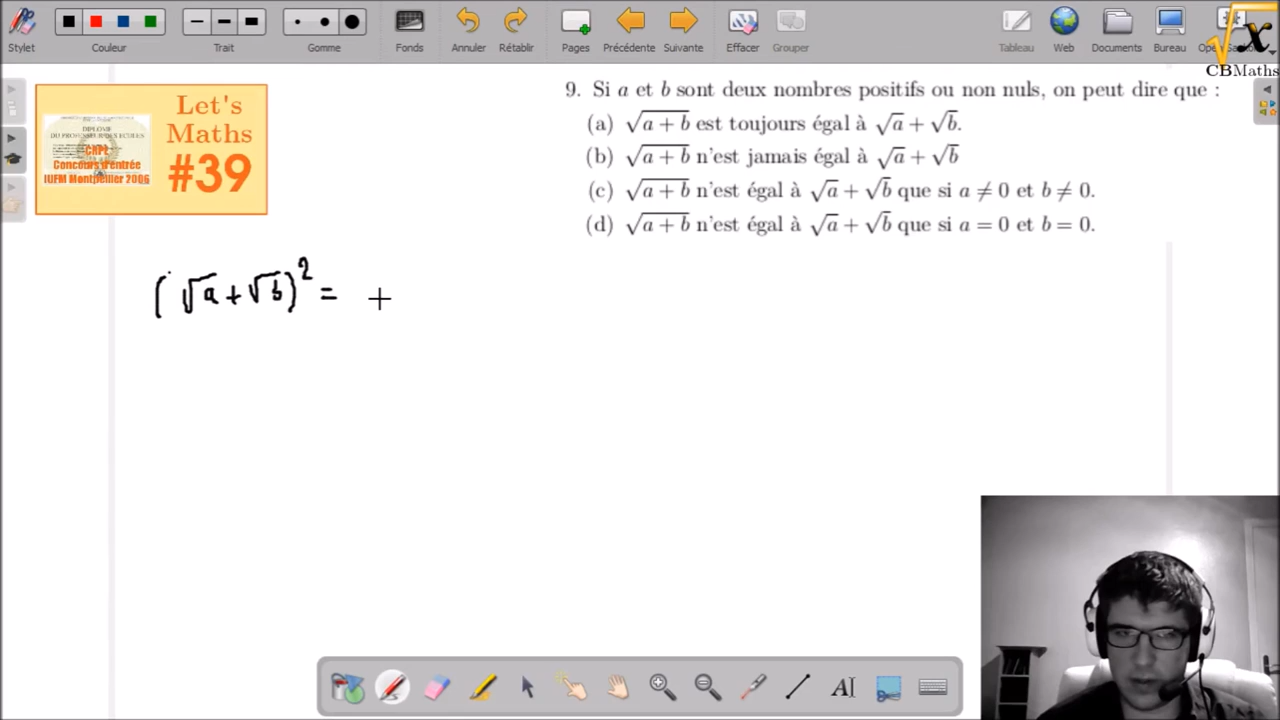 Stylet
Couleur
Trait
Gomme
Fonds
Annuler
Rétablir
Pages
Précédente
Suivante
Effacer
Grouper
Tableau
Web
Documents
Bureau
√x
CBMaths
Let's
Maths
#39
DIPLOME
CRPE
Concours d'entrée
IUFM Montpellier 2006
9. Si a et b sont deux nombres positifs ou non nuls, on peut dire que :
(a) √(a + b) est toujours égal à √a + √b.
(b) √(a + b) n'est jamais égal à √a + √b
(c) √(a + b) n'est égal à √a + √b que si a ≠ 0 et b ≠ 0.
(d) √(a + b) n'est égal à √a + √b que si a = 0 et b = 0.
(√a + √b)² =